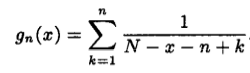 g_n(x) = \sum_{k=1}^{n} \frac{1}{N - x - n + k}.